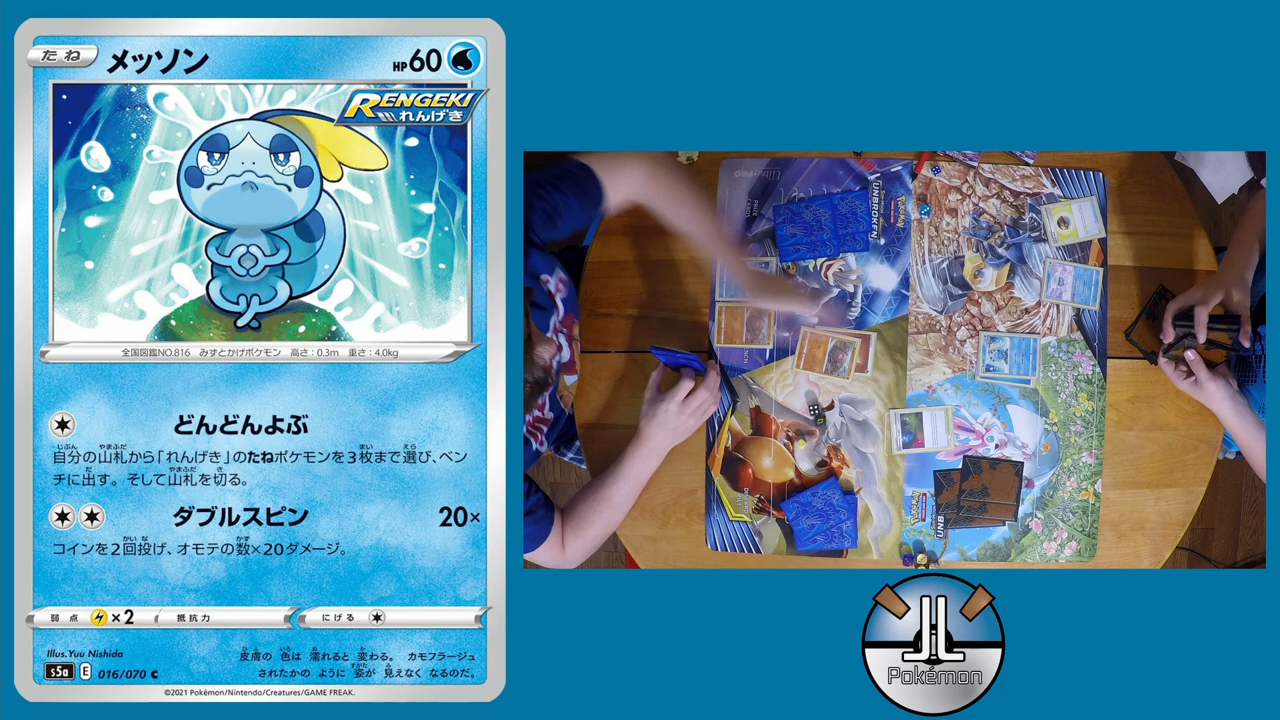 たね メッソン HP60
RENGEKI
れんげき
全国図鑑NO.816 みずとかげポケモン 高さ:0.3m 重さ:4.0kg
どんどんよぶ
自分の山札から「れんげき」のたねポケモンを3枚まで選び、ベン
チに出す。そして山札を切る。
ダブルスピン 20×
コインを2回投げ、オモテの数×20ダメージ。
弱点 ×2 抵抗力 にげる
Illus.Yuu Nishida
皮膚の 色は 濡れると 変わる。 カモフラージュ
されたかの ように 姿が 見えなく なるのだ。
s5a E 016/070 C
©2021 Pokémon/Nintendo/Creatures/GAME FREAK.
UNBROKEN
POKÉMON
JL
Pokémon